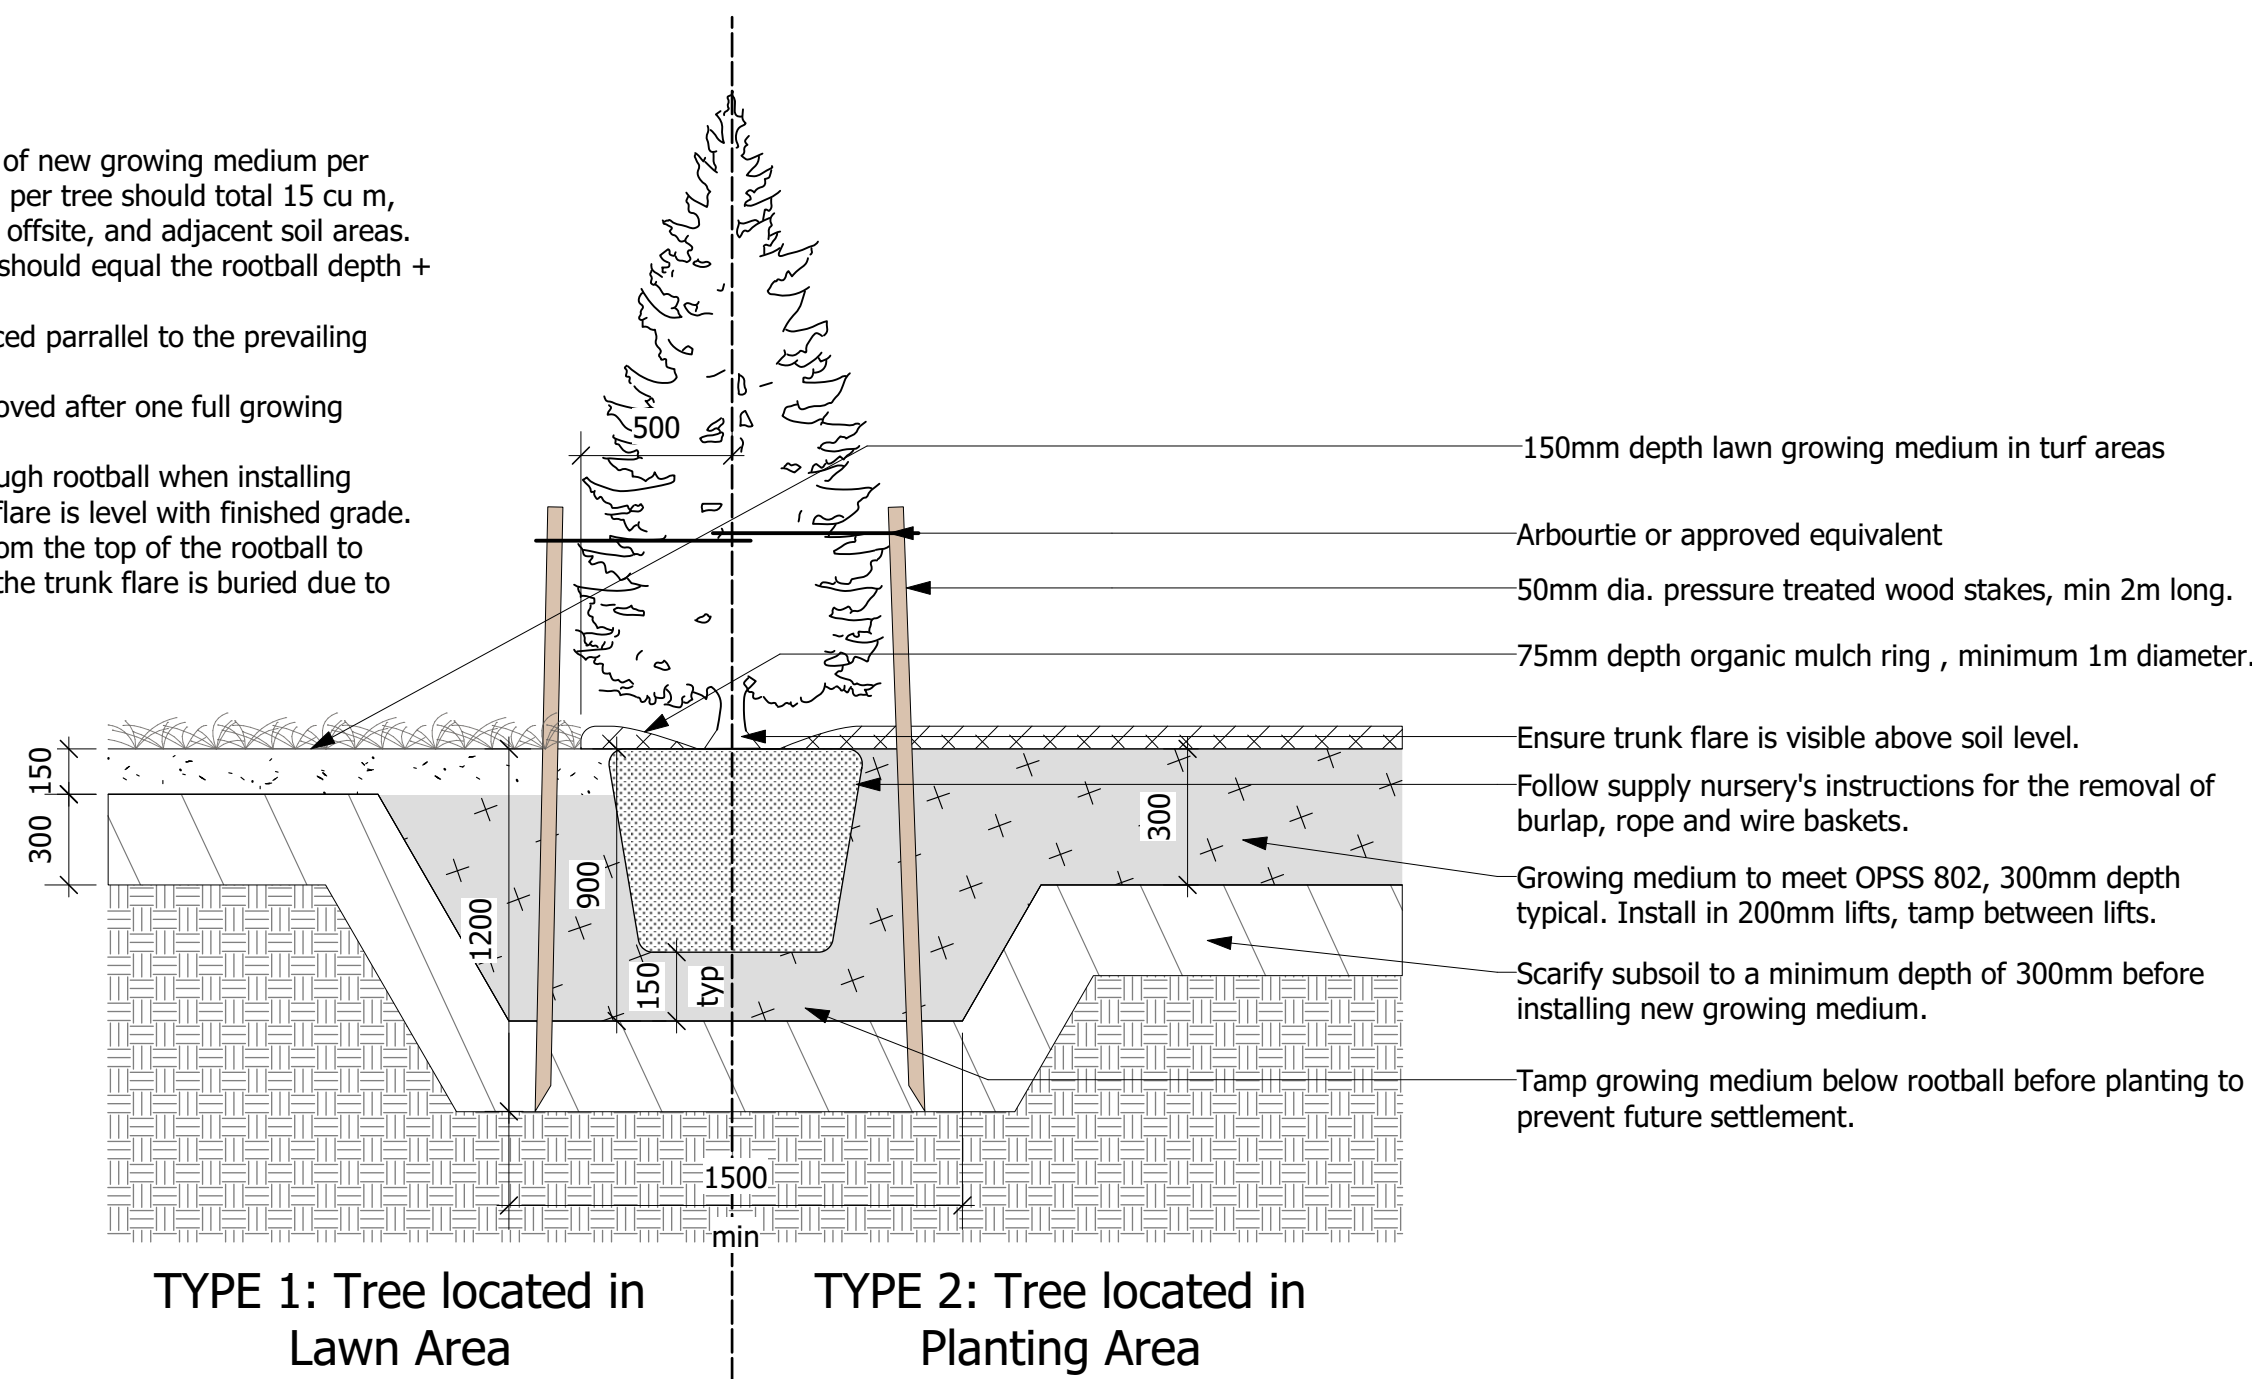 of new growing medium per
per tree should total 15 cu m,
offsite, and adjacent soil areas.
should equal the rootball depth +
ced parrallel to the prevailing
oved after one full growing
ugh rootball when installing
flare is level with finished grade.
om the top of the rootball to
the trunk flare is buried due to
500
150mm depth lawn growing medium in turf areas
Arbourtie or approved equivalent
50mm dia. pressure treated wood stakes, min 2m long.
75mm depth organic mulch ring , minimum 1m diameter.
Ensure trunk flare is visible above soil level.
Follow supply nursery's instructions for the removal of
burlap, rope and wire baskets.
Growing medium to meet OPSS 802, 300mm depth
typical. Install in 200mm lifts, tamp between lifts.
Scarify subsoil to a minimum depth of 300mm before
installing new growing medium.
Tamp growing medium below rootball before planting to
prevent future settlement.
150
300
1200
900
150
typ
300
1500
min
TYPE 1: Tree located in
Lawn Area
TYPE 2: Tree located in
Planting Area